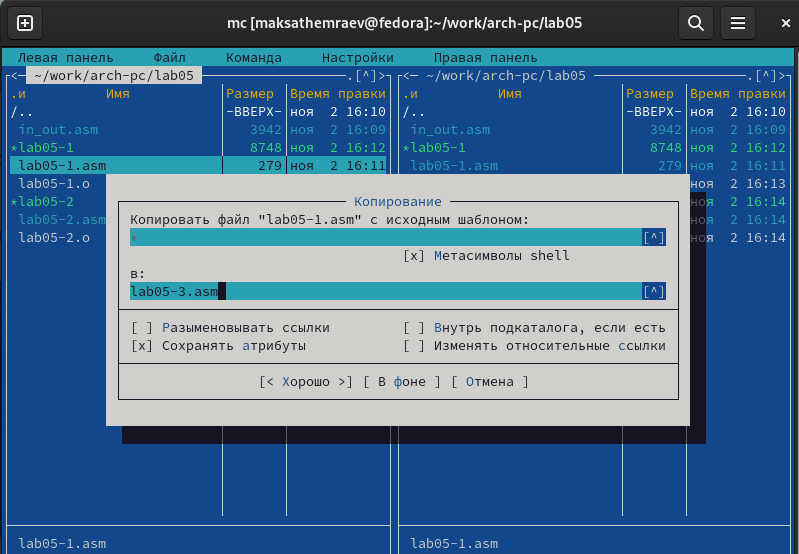 mc [maksathemraev@fedora]:~/work/arch-pc/lab05
Левая панель Файл Команда Настройки Правая панель
<— ~/work/arch-pc/lab05 .[^]>
.и Имя Размер Время правки
/.. -ВВЕРХ- ноя 2 16:10
in_out.asm 3942 ноя 2 16:09
*lab05-1 8748 ноя 2 16:12
lab05-1.asm 279 ноя 2 16:11
lab05-1.o
*lab05-2
lab05-2.asm
lab05-2.o
<— ~/work/arch-pc/lab05 .[^]>
.и Имя Размер Время правки
/.. -ВВЕРХ- ноя 2 16:10
in_out.asm 3942 ноя 2 16:09
*lab05-1 8748 ноя 2 16:12
lab05-1.asm 279 ноя 2 16:11
ноя 2 16:13
ноя 2 16:14
ноя 2 16:14
ноя 2 16:14
Копирование
Копировать файл "lab05-1.asm" с исходным шаблоном:
* [^]
[x] Метасимволы shell
в:
lab05-3.asm [^]
[ ] Разыменовывать ссылки [ ] Внутрь подкаталога, если есть
[x] Сохранять атрибуты [ ] Изменять относительные ссылки
[< Хорошо >] [ В фоне ] [ Отмена ]
lab05-1.asm
lab05-1.asm